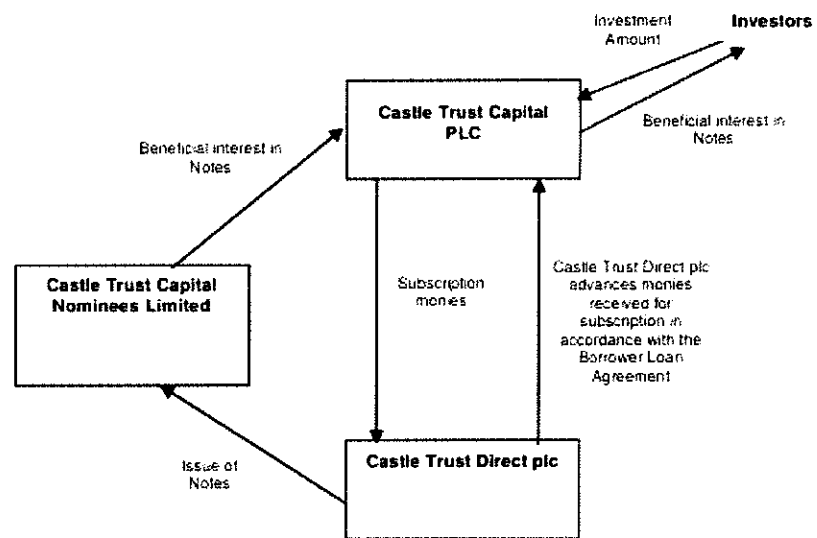 Investment
Amount
Investors
Castle Trust Capital
PLC
Beneficial interest in
Notes
Beneficial interest in
Notes
Castle Trust Capital
Nominees Limited
Subscription
monies
Castle Trust Direct plc
advances monies
received for
subscription in
accordance with the
Borrower Loan
Agreement
Issue of
Notes
Castle Trust Direct plc